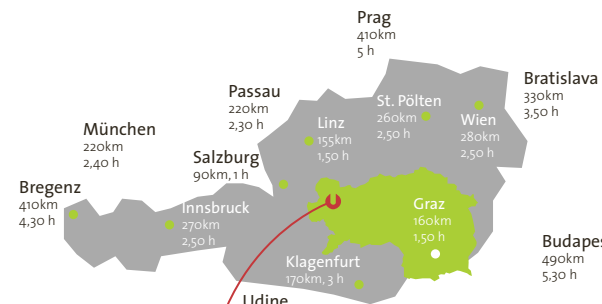 Prag
410km
5 h
Bratislava
330km
3,50 h
Passau
220km
2,30 h
St. Pölten
260km
2,50 h
Wien
280km
2,50 h
Linz
155km
1,50 h
München
220km
2,40 h
Salzburg
90km, 1 h
Bregenz
410km
4,30 h
Innsbruck
270km
2,50 h
Graz
160km
1,50 h
Budapes
490km
5,30 h
Klagenfurt
170km, 3 h
Udine